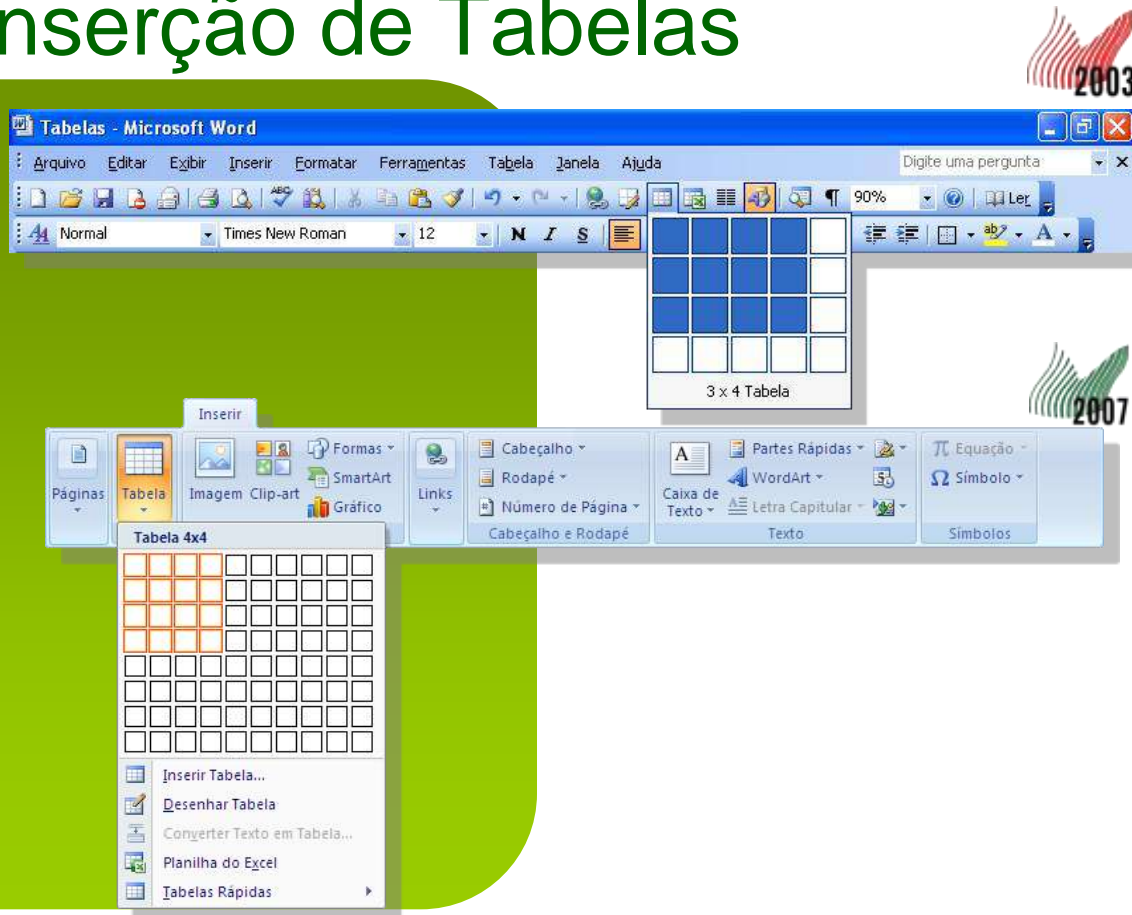 nserção de Tabelas
2003
Tabelas - Microsoft Word
Arquivo Editar Exibir Inserir Formatar Ferramentas Tabela Janela Ajuda Digite uma pergunta
ABC 90% Ler
Normal Times New Roman 12 N I S ab A
3 x 4 Tabela
2007
Inserir
Páginas
Tabela
Imagem
Clip-art
Formas
SmartArt
Gráfico
Links
Cabeçalho
Rodapé
Número de Página
Cabeçalho e Rodapé
A
Caixa de
Texto
Partes Rápidas
WordArt
Letra Capitular
Texto
π Equação
Ω Símbolo
Símbolos
Tabela 4x4
Inserir Tabela...
Desenhar Tabela
Converter Texto em Tabela...
Planilha do Excel
Tabelas Rápidas